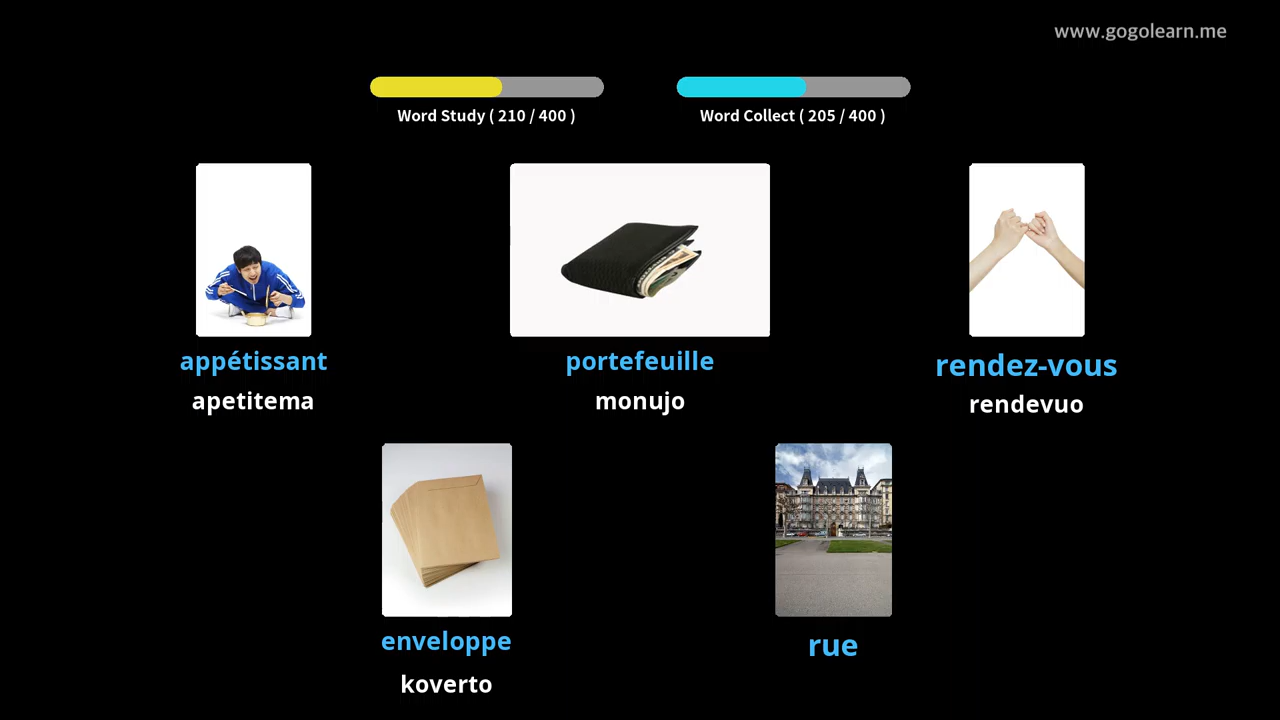 www.gogolearn.me
Word Study ( 210 / 400 )
Word Collect ( 205 / 400 )
appétissant
apetitema
portefeuille
monujo
rendez-vous
rendevuo
enveloppe
koverto
rue